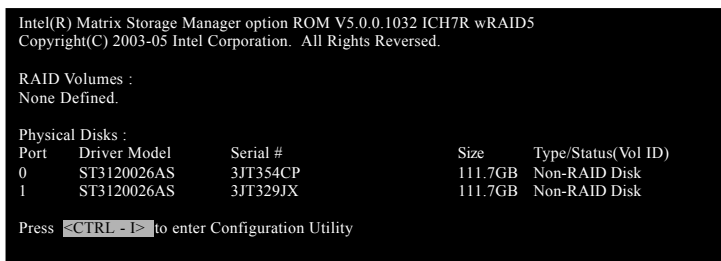 Intel(R) Matrix Storage Manager option ROM V5.0.0.1032 ICH7R wRAID5
Copyright(C) 2003-05 Intel Corporation. All Rights Reversed.
RAID Volumes :
None Defined.
Physical Disks :
Port Driver Model Serial # Size Type/Status(Vol ID)
0 ST3120026AS 3JT354CP 111.7GB Non-RAID Disk
1 ST3120026AS 3JT329JX 111.7GB Non-RAID Disk
Press <CTRL - I> to enter Configuration Utility